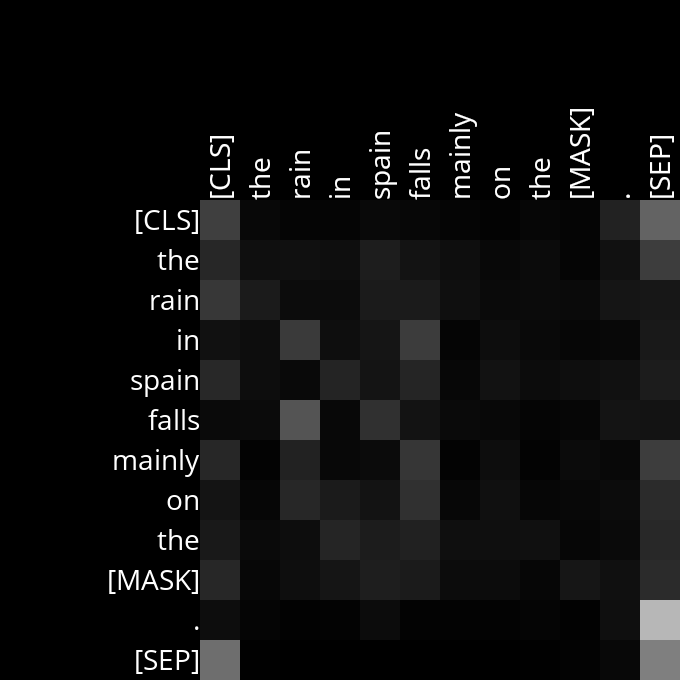 [CLS] the rain in spain falls mainly on the [MASK] . [SEP]
[CLS]
the
rain
in
spain
falls
mainly
on
the
[MASK]
.
[SEP]